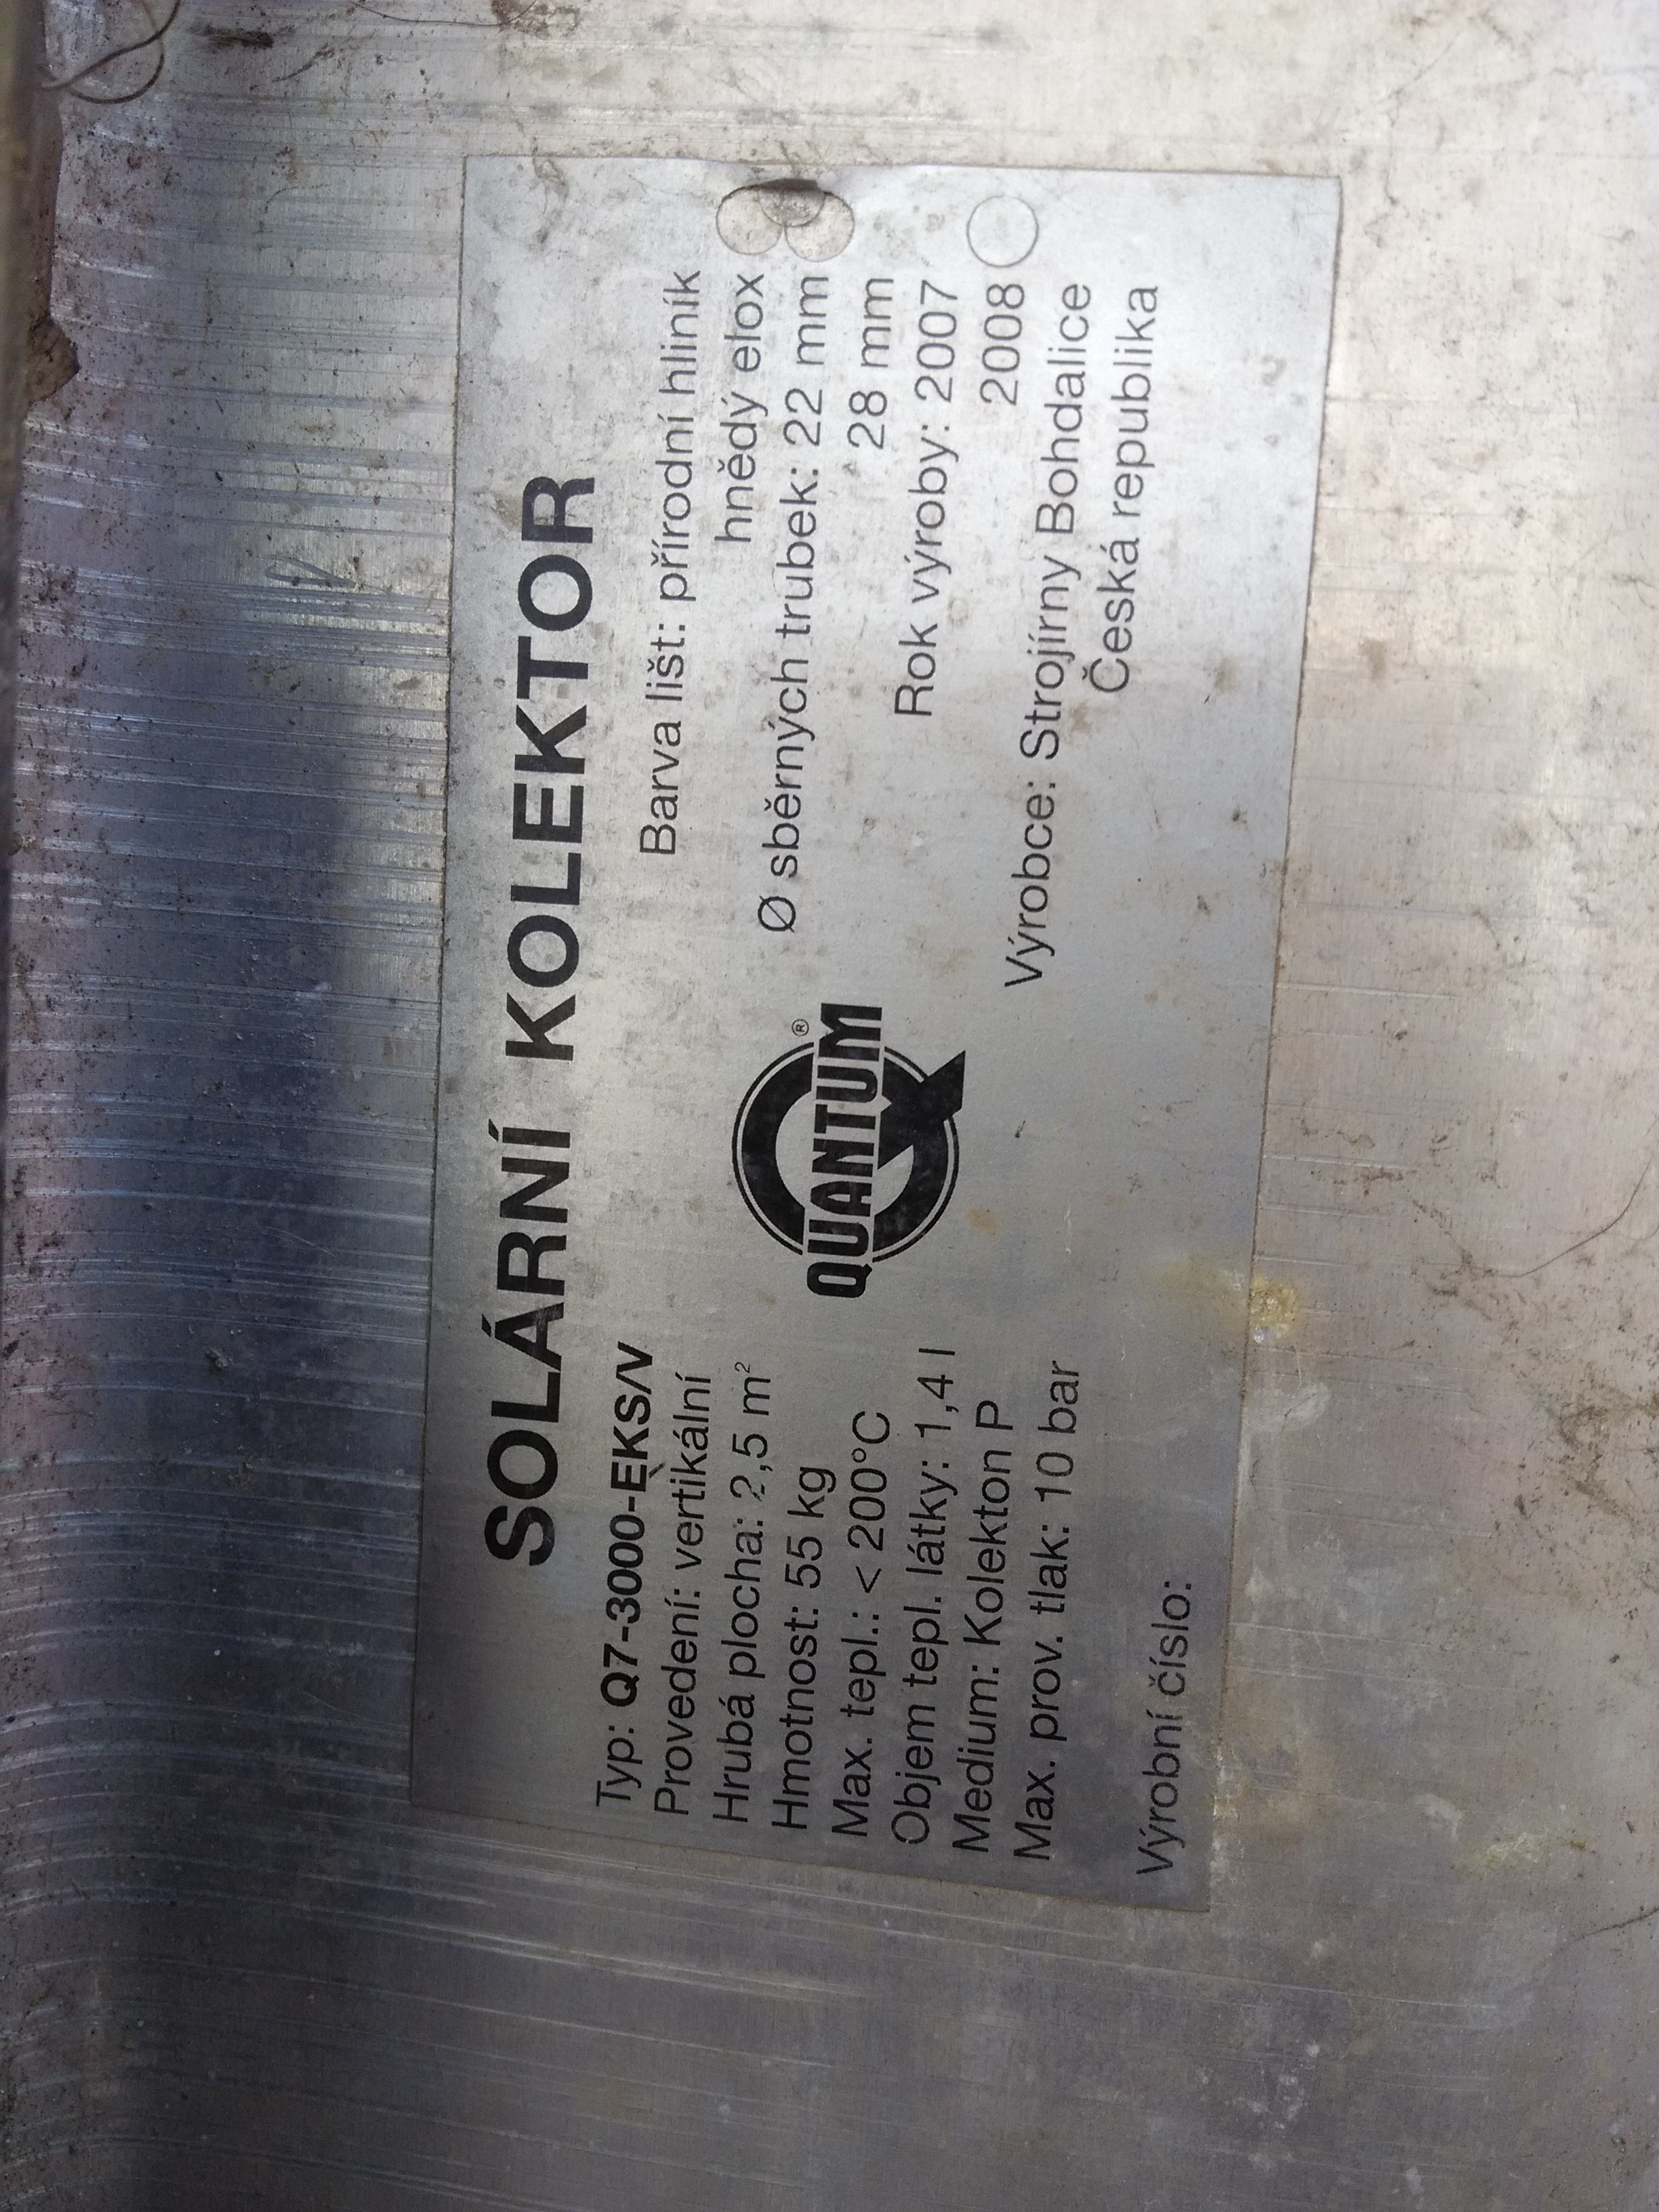 SOLÁRNÍ KOLEKTOR
Typ: Q7-3000-EKS/V
Provedení: vertikální
Hrubá plocha: 2,5 m²
Hmotnost: 55 kg
Max. tepl.: < 200°C
Objem tepl. látky: 1,4 l
Medium: Kolekton P
Max. prov. tlak: 10 bar
Výrobní číslo:
QUANTUM ®
Barva lišt: přírodní hliník
hnědý elox
Ø sběrných trubek: 22 mm
28 mm
Rok výroby: 2007
2008
Výrobce: Strojírny Bohdalice
Česká republika